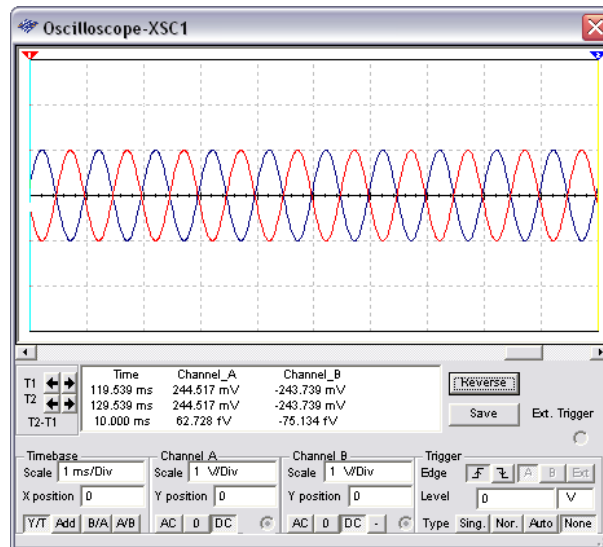 Oscilloscope-XSC1
1 2
T1
T2
T2-T1
Time Channel_A Channel_B
119.539 ms 244.517 mV -243.739 mV
129.539 ms 244.517 mV -243.739 mV
10.000 ms 62.728 fV -75.134 fV
Reverse
Save
Ext. Trigger
Timebase
Scale 1 ms/Div
X position 0
Y/T Add B/A A/B
Channel A
Scale 1 V/Div
Y position 0
AC 0 DC
Channel B
Scale 1 V/Div
Y position 0
AC 0 DC -
Trigger
Edge A B Ext
Level 0 V
Type Sing. Nor. Auto None